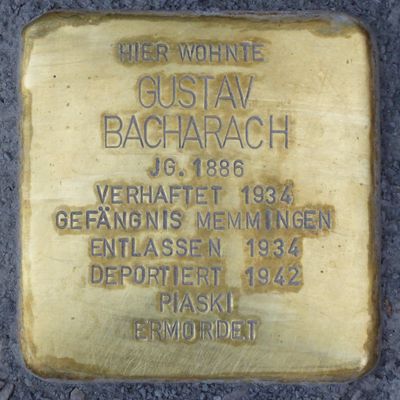 HIER WOHNTE
GUSTAV
BACHARACH
JG. 1886
VERHAFTET 1934
GEFÄNGNIS MEMMINGEN
ENTLASSEN 1934
DEPORTIERT 1942
PIASKI
ERMORDET